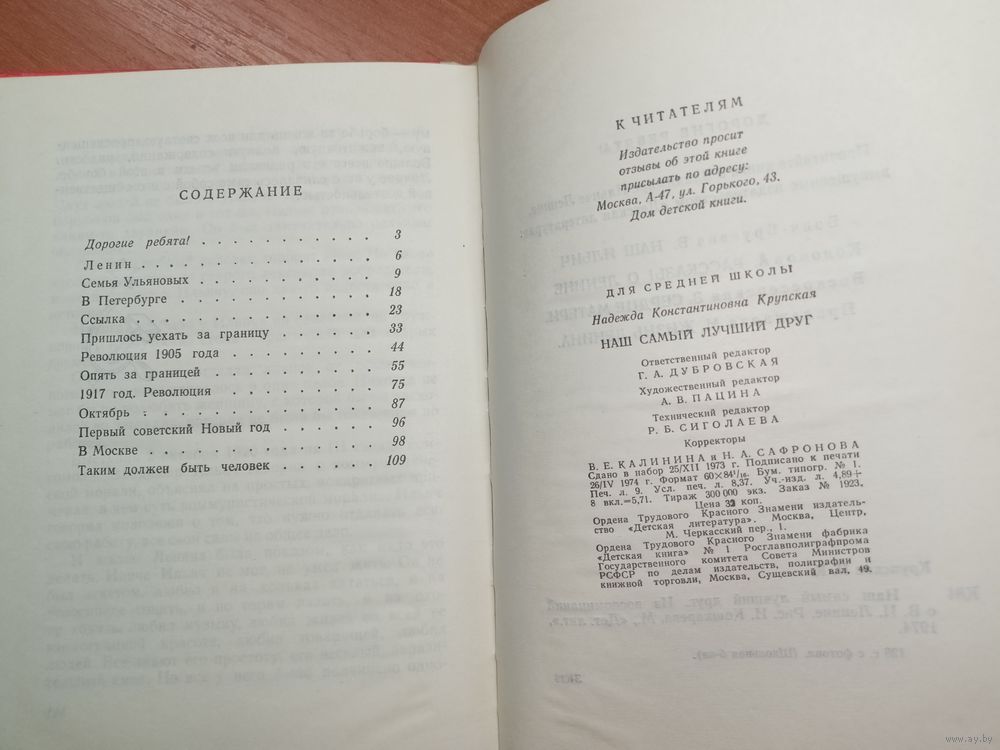 СОДЕРЖАНИЕ
Дорогие ребята! . . . . . . . . . . . 3
Ленин . . . . . . . . . . . . . . 6
Семья Ульяновых . . . . . . . . . . . 9
В Петербурге . . . . . . . . . . . . 18
Ссылка . . . . . . . . . . . . . . 23
Пришлось уехать за границу . . . . . . . 33
Революция 1905 года . . . . . . . . . . 44
Опять за границей . . . . . . . . . . . 55
1917 год. Революция . . . . . . . . . . 75
Октябрь . . . . . . . . . . . . . . 87
Первый советский Новый год . . . . . . . 96
В Москве . . . . . . . . . . . . . . 98
Таким должен быть человек . . . . . . . 109
К ЧИТАТЕЛЯМ
Издательство просит
отзывы об этой книге
присылать по адресу:
Москва, А-47, ул. Горького, 43.
Дом детской книги.
ДЛЯ СРЕДНЕЙ ШКОЛЫ
Надежда Константиновна Крупская
НАШ САМЫЙ ЛУЧШИЙ ДРУГ
Ответственный редактор
Г. А. ДУБРОВСКАЯ
Художественный редактор
А. В. ПАЦИНА
Технический редактор
Р. Б. СИГОЛАЕВА
Корректоры
В. Е. КАЛИНИНА и Н. А. САФРОНОВА
Сдано в набор 25/XII 1973 г. Подписано к печати
26/IV 1974 г. Формат 60×84¹/₁₆. Бум. типогр. № 1.
Печ. л. 9. Усл. печ. л. 8,37. Уч.-изд. л. 4,89+
8 вкл.=5,71. Тираж 300 000 экз. Заказ № 1923.
Цена 32 коп.
Ордена Трудового Красного Знамени издатель-
ство «Детская литература». Москва, Центр,
М. Черкасский пер., 1.
Ордена Трудового Красного Знамени фабрика
«Детская книга» № 1 Росглавполиграфпрома
Государственного комитета Совета Министров
РСФСР по делам издательств, полиграфии и
книжной торговли, Москва, Сущевский вал, 49.
www.ay.by